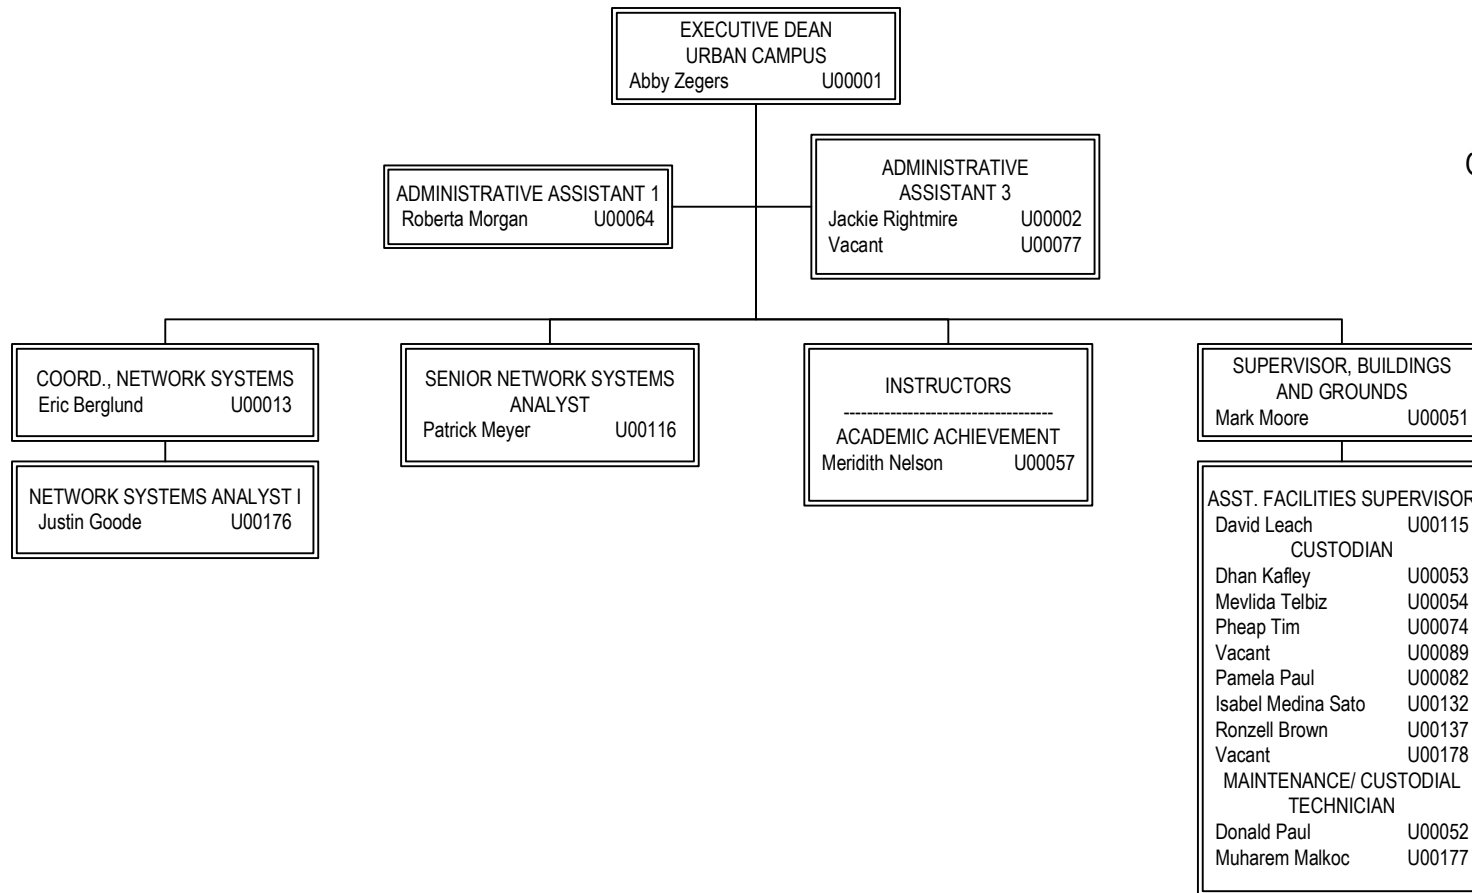 EXECUTIVE DEAN
URBAN CAMPUS
Abby Zegers U00001
ADMINISTRATIVE ASSISTANT 1
Roberta Morgan U00064
ADMINISTRATIVE
ASSISTANT 3
Jackie Rightmire U00002
Vacant U00077
COORD., NETWORK SYSTEMS
Eric Berglund U00013
NETWORK SYSTEMS ANALYST I
Justin Goode U00176
SENIOR NETWORK SYSTEMS
ANALYST
Patrick Meyer U00116
INSTRUCTORS
------------------------------------
ACADEMIC ACHIEVEMENT
Meridith Nelson U00057
SUPERVISOR, BUILDINGS
AND GROUNDS
Mark Moore U00051
ASST. FACILITIES SUPERVISOR
David Leach U00115
CUSTODIAN
Dhan Kafley U00053
Mevlida Telbiz U00054
Pheap Tim U00074
Vacant U00089
Pamela Paul U00082
Isabel Medina Sato U00132
Ronzell Brown U00137
Vacant U00178
MAINTENANCE/ CUSTODIAL
TECHNICIAN
Donald Paul U00052
Muharem Malkoc U00177